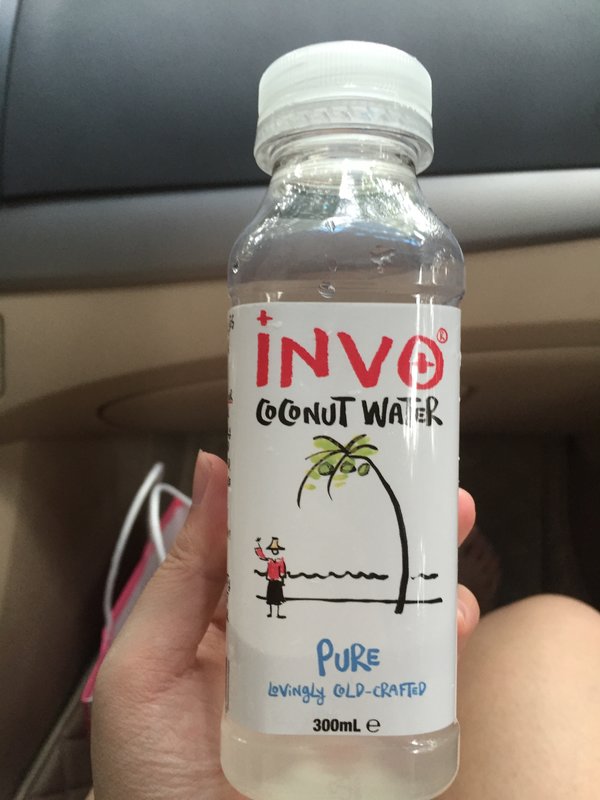 iNVO®
COCONUT WATER
PURE
LOViNgly COLD-CRAFTED
300mL ℮